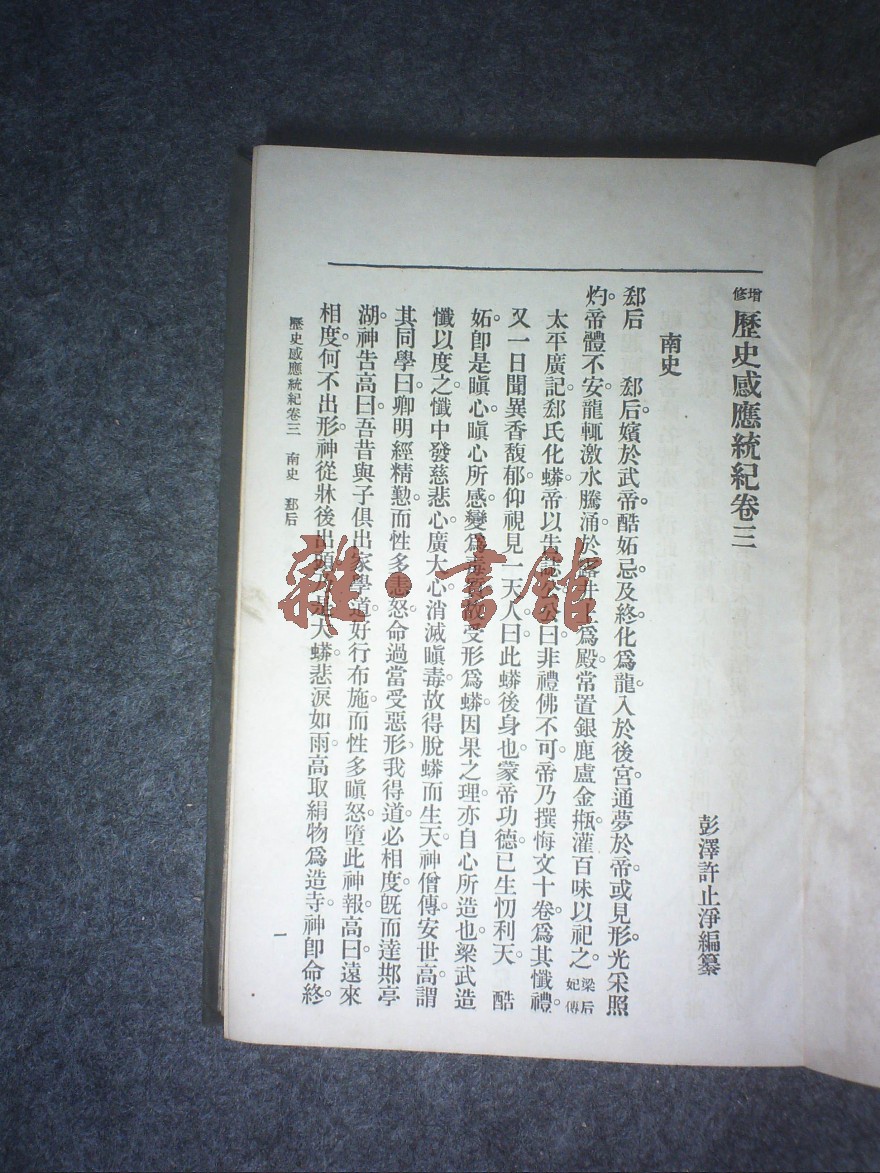 增修歷史感應統紀卷三
彭澤許止淨編纂
南史
郄后 郄后嬪於武帝。酷妬忌。及終。化爲龍。入於後宮。通夢於帝。或見形。光采照
灼。帝體不安。龍輒激水騰涌。於露井上爲殿。常置銀鹿盧金瓶。灌百味以祀之。梁后妃傳
太平廣記。郄氏化蟒。帝以告誌公。公曰。非禮佛不可。帝乃撰悔文十卷。爲其懺禮。
又一日聞異香馥郁。仰視見一天人。曰。此蟒後身也。蒙帝功德。已生忉利天。 酷
妬卽是瞋心。瞋心所感。變爲毒 故受形爲蟒。因果之理。亦自心所造也。梁武造
懺以度之。懺中發慈悲心。廣大心。消滅瞋毒。故得脫蟒而生天。神僧傳。安世高謂
其同學曰。卿明經精勤。而性多恚怒。命過當受惡形。我得道必相度。旣而達䢼亭
湖。神告高曰。吾昔與子俱出家學道。好行布施。而性多瞋怒。墮此神報。高曰。遠來
相度。何不出形。神從牀後出頭。 是大蟒。悲淚如雨。高取絹物爲造寺。神卽命終。
歷史感應統紀卷三 南史 郄后
一
雜·書館